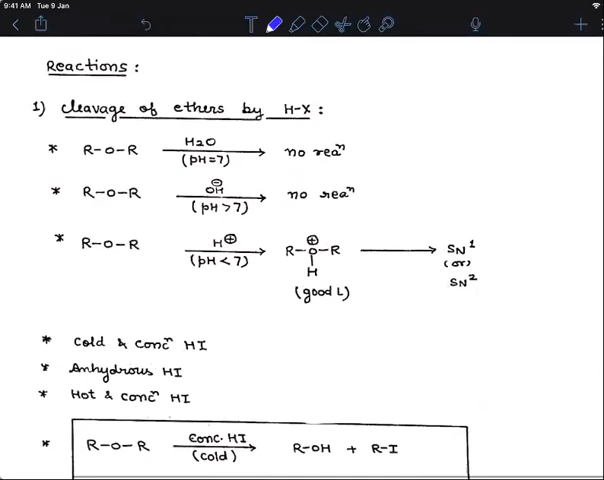 9:41 AM Tue 9 Jan
Reactions :
1) Cleavage of ethers by H-X :
* R-O-R H2O (pH=7) → no reaⁿ
* R-O-R OH⊖ (pH>7) → no reaⁿ
* R-O-R H⊕ (pH<7) → R-O⊕-R →  SN¹
H (or)
(good L) SN²
* Cold & concⁿ HI
* Anhydrous HI
* Hot & concⁿ HI
* R-O-R Conc. HI (cold) → R-OH + R-I